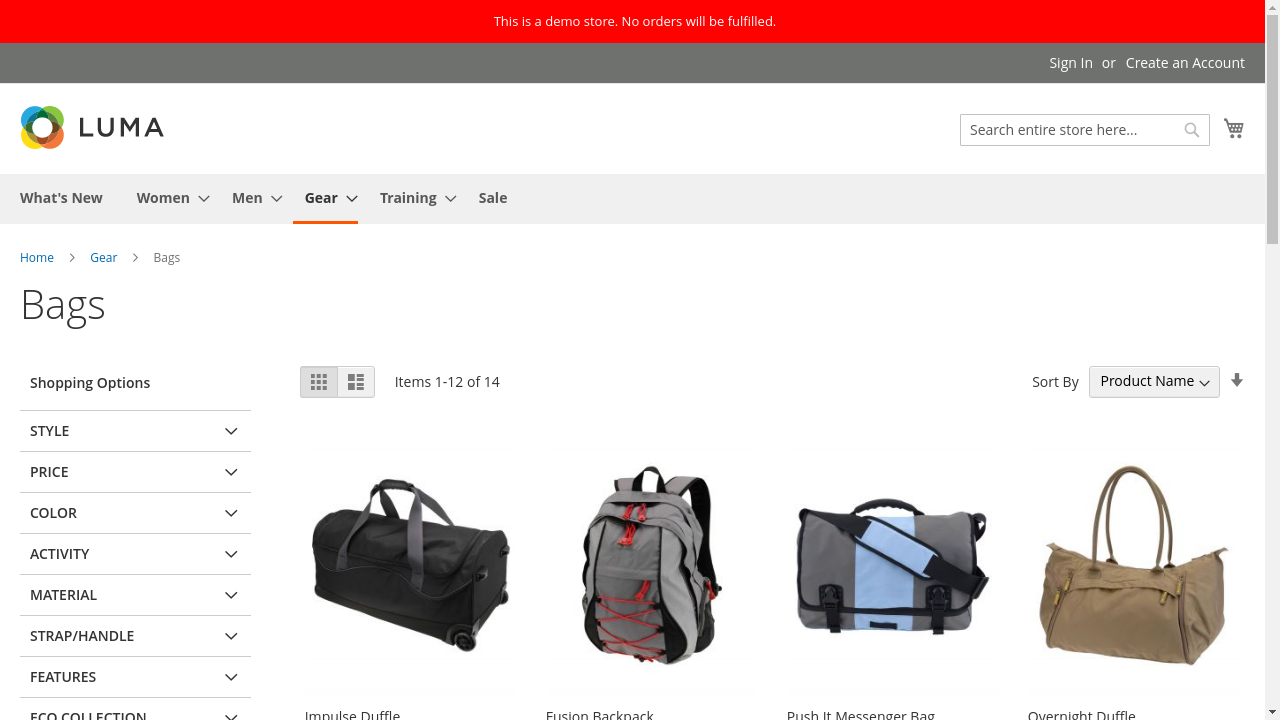 This is a demo store. No orders will be fulfilled.
Sign In or Create an Account
LUMA
Search entire store here...
What's New Women Men Gear Training Sale
Home Gear Bags
Bags
Shopping Options
Items 1-12 of 14
Sort By Product Name
STYLE
PRICE
COLOR
ACTIVITY
MATERIAL
STRAP/HANDLE
FEATURES
ECO COLLECTION
Impulse Duffle
Fusion Backpack
Push It Messenger Bag
Overnight Duffle